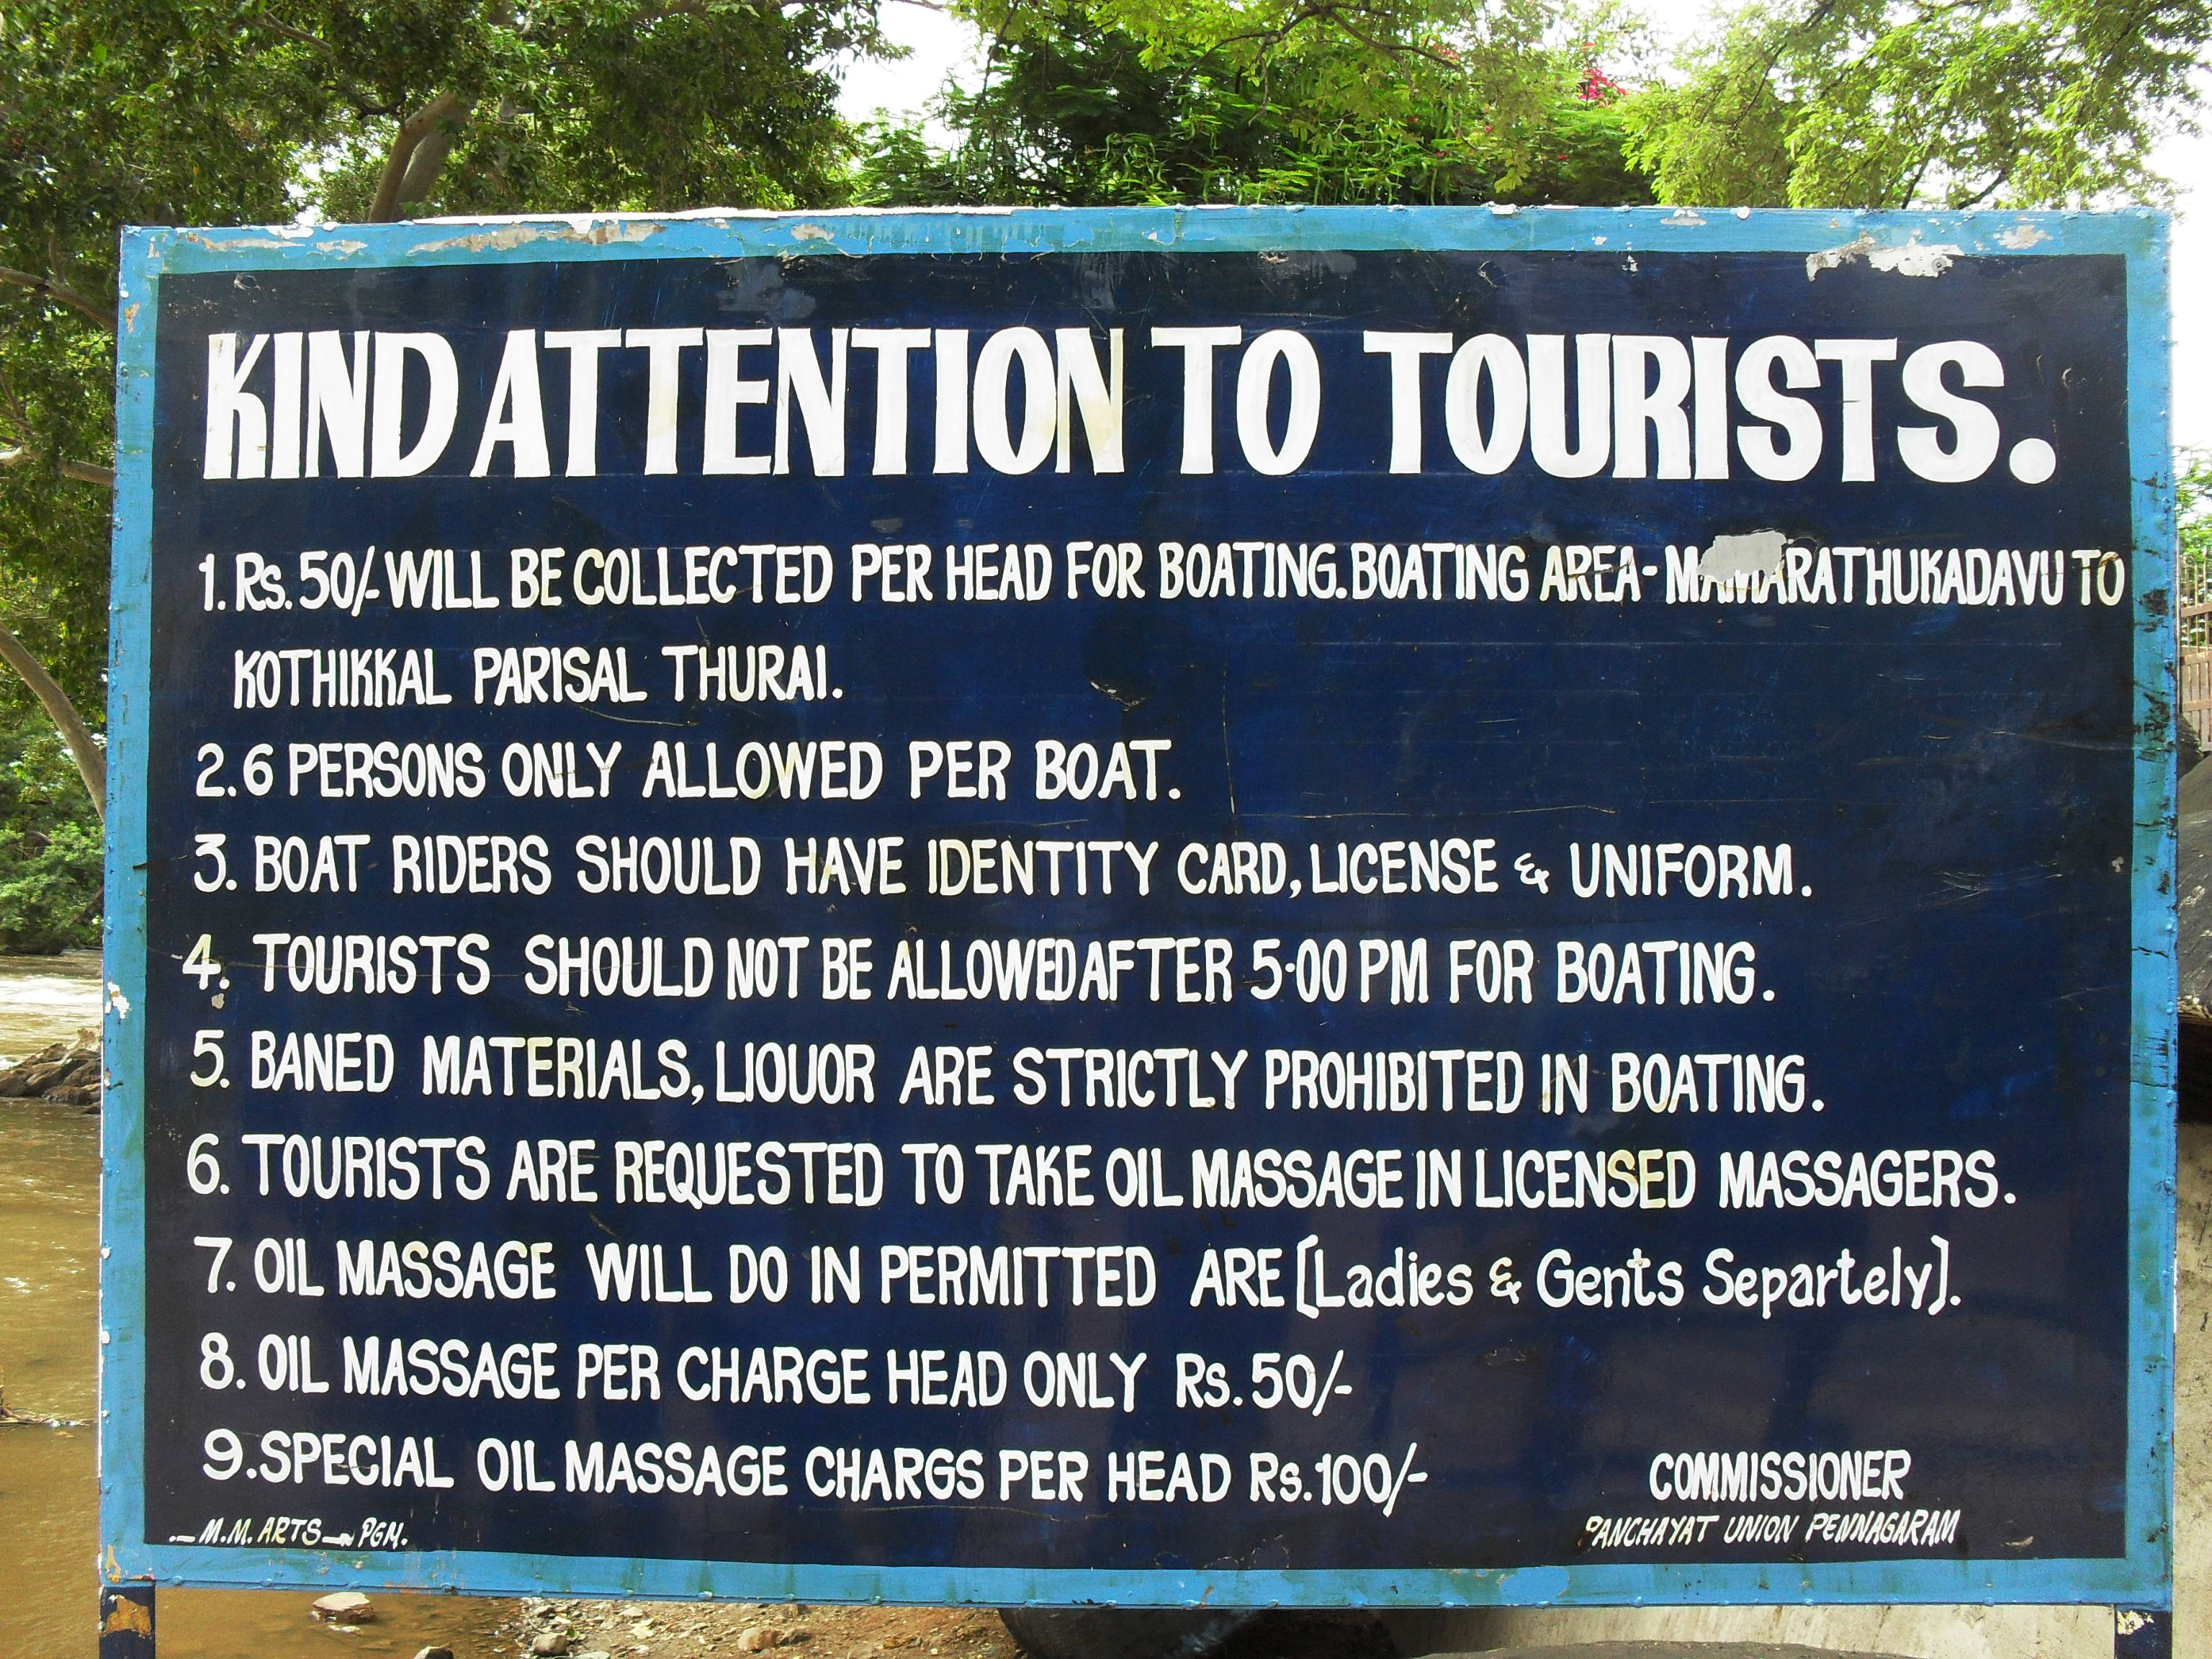 KIND ATTENTION TO TOURISTS.
1. Rs. 50/- WILL BE COLLECTED PER HEAD FOR BOATING. BOATING AREA - MAMARATHUKADAVU TO
KOTHIKKAL PARISAL THURAI.
2. 6 PERSONS ONLY ALLOWED PER BOAT.
3. BOAT RIDERS SHOULD HAVE IDENTITY CARD, LICENSE & UNIFORM.
4. TOURISTS SHOULD NOT BE ALLOWED AFTER 5·00 PM FOR BOATING.
5. BANED MATERIALS, LIOUOR ARE STRICTLY PROHIBITED IN BOATING.
6. TOURISTS ARE REQUESTED TO TAKE OIL MASSAGE IN LICENSED MASSAGERS.
7. OIL MASSAGE WILL DO IN PERMITTED ARE [Ladies & Gents Separtely].
8. OIL MASSAGE PER CHARGE HEAD ONLY Rs. 50/-
9. SPECIAL OIL MASSAGE CHARGS PER HEAD Rs. 100/-
COMMISSIONER
PANCHAYAT UNION PENNAGARAM
M.M. ARTS PGM.